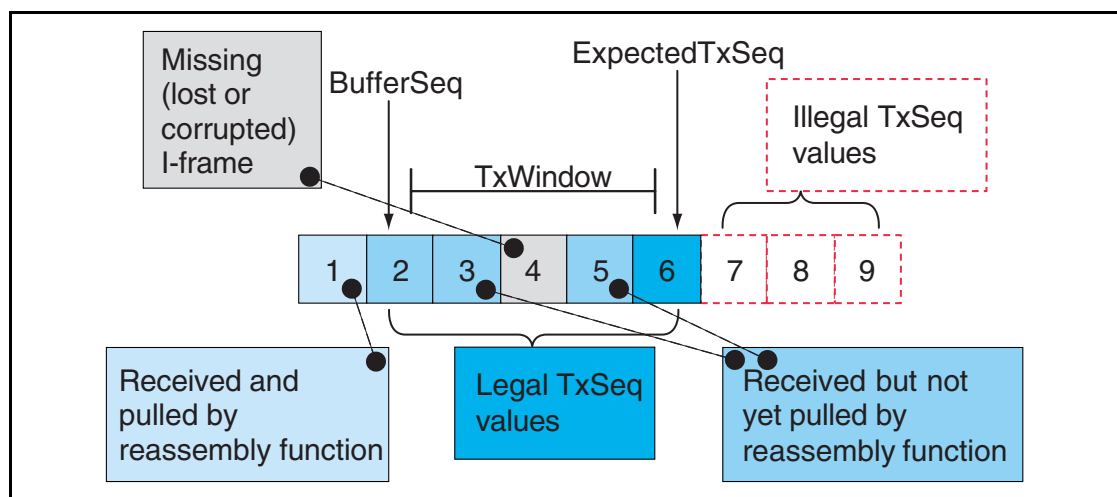 Missing
(lost or
corrupted)
I-frame
BufferSeq
ExpectedTxSeq
Illegal TxSeq
values
TxWindow
1 2 3 4 5 6 7 8 9
Received and
pulled by
reassembly function
Legal TxSeq
values
Received but not
yet pulled by
reassembly function